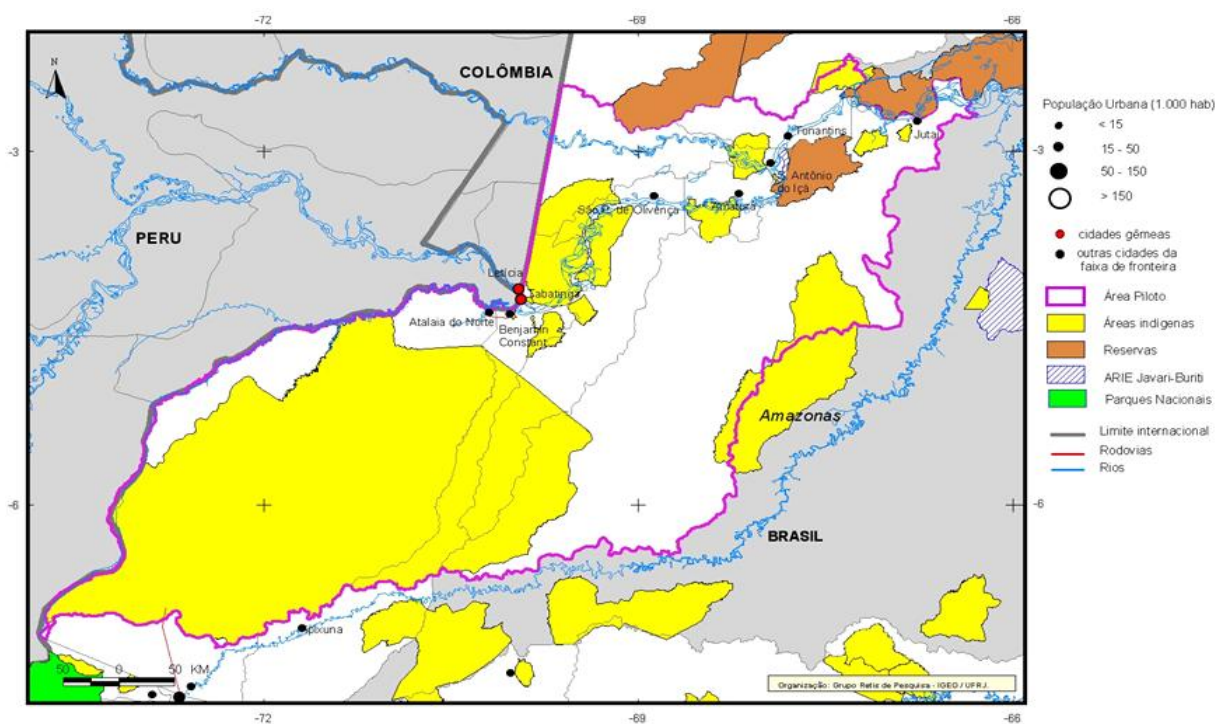 -72
-69
-66
COLÔMBIA
N
Tonantins
Jutaí
-3
-3
S. Antônio
do Içá
São P. de Olivença
Amaturá
PERU
Letícia
Tabatinga
Atalaia do Norte
Benjamin
Constant
Amazonas
-6
-6
BRASIL
Ipixuna
50 0 50 KM
Organização: Grupo Retis de Pesquisa - IGEO / UFRJ.
-72
-69
-66
População Urbana (1.000 hab)
< 15
15 - 50
50 - 150
> 150
cidades gêmeas
outras cidades da
faixa de fronteira
Área Piloto
Áreas indígenas
Reservas
ARIE Javari-Buriti
Parques Nacionais
Limite internacional
Rodovias
Rios